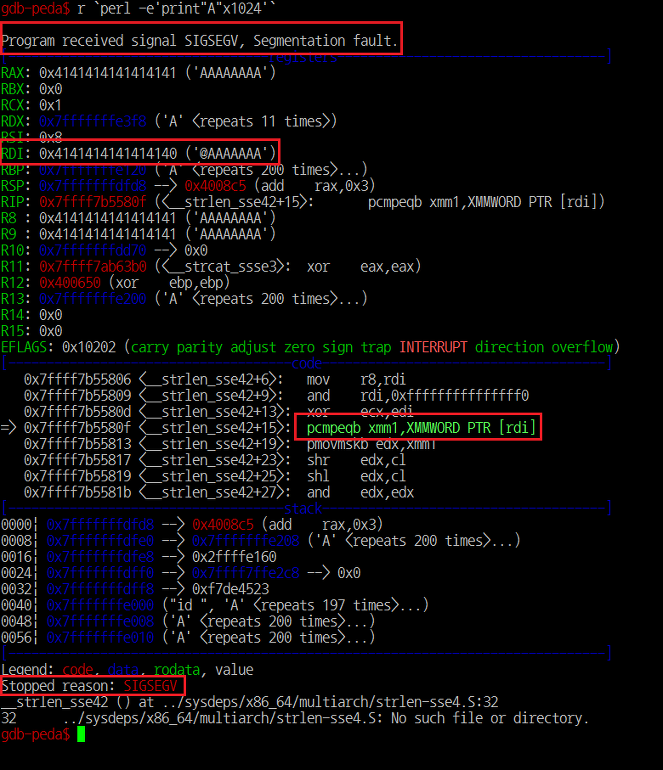 gdb-peda$ r `perl -e'print"A"x1024'`
Program received signal SIGSEGV, Segmentation fault.
[----------------------------------registers-----------------------------------]
RAX: 0x4141414141414141 ('AAAAAAAA')
RBX: 0x0
RCX: 0x1
RDX: 0x7fffffffe3f8 ('A' <repeats 11 times>)
RSI: 0x8
RDI: 0x4141414141414140 ('@AAAAAAA')
RBP: 0x7fffffffe120 ('A' <repeats 200 times>...)
RSP: 0x7fffffffdfd8 --> 0x4008c5 (add    rax,0x3)
RIP: 0x7ffff7b5580f (<__strlen_sse42+15>:       pcmpeqb xmm1,XMMWORD PTR [rdi])
R8 : 0x4141414141414141 ('AAAAAAAA')
R9 : 0x4141414141414141 ('AAAAAAAA')
R10: 0x7fffffffdd70 --> 0x0
R11: 0x7ffff7ab63b0 (<__strcat_ssse3>:  xor    eax,eax)
R12: 0x400650 (xor    ebp,ebp)
R13: 0x7fffffffe200 ('A' <repeats 200 times>...)
R14: 0x0
R15: 0x0
EFLAGS: 0x10202 (carry parity adjust zero sign trap INTERRUPT direction overflow)
[-------------------------------------code-------------------------------------]
0x7ffff7b55806 <__strlen_sse42+6>:   mov    r8,rdi
0x7ffff7b55809 <__strlen_sse42+9>:   and    rdi,0xfffffffffffffff0
0x7ffff7b5580d <__strlen_sse42+13>:  xor    ecx,edi
=> 0x7ffff7b5580f <__strlen_sse42+15>:  pcmpeqb xmm1,XMMWORD PTR [rdi]
0x7ffff7b55813 <__strlen_sse42+19>:  pmovmskb edx,xmm1
0x7ffff7b55817 <__strlen_sse42+23>:  shr    edx,cl
0x7ffff7b55819 <__strlen_sse42+25>:  shl    edx,cl
0x7ffff7b5581b <__strlen_sse42+27>:  and    edx,edx
[------------------------------------stack-------------------------------------]
0000| 0x7fffffffdfd8 --> 0x4008c5 (add    rax,0x3)
0008| 0x7fffffffdfe0 --> 0x7fffffffe208 ('A' <repeats 200 times>...)
0016| 0x7fffffffdfe8 --> 0x2ffffe160
0024| 0x7fffffffdff0 --> 0x7ffff7ffe2c8 --> 0x0
0032| 0x7fffffffdff8 --> 0xf7de4523
0040| 0x7fffffffe000 ("id ", 'A' <repeats 197 times>...)
0048| 0x7fffffffe008 ('A' <repeats 200 times>...)
0056| 0x7fffffffe010 ('A' <repeats 200 times>...)
[------------------------------------------------------------------------------]
Legend: code, data, rodata, value
Stopped reason: SIGSEGV
__strlen_sse42 () at ../sysdeps/x86_64/multiarch/strlen-sse4.S:32
32      ../sysdeps/x86_64/multiarch/strlen-sse4.S: No such file or directory.
gdb-peda$